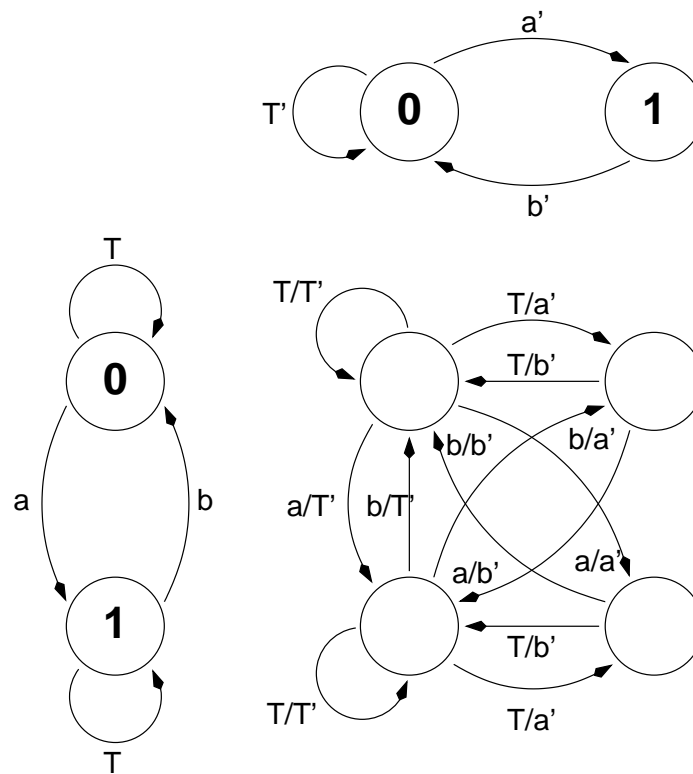 a’
T’
0
1
b’
T
T/T’
T/a’
T/b’
0
b/b’
b/a’
a
b
a/T’
b/T’
a/b’
a/a’
1
T/b’
T/T’
T/a’
T